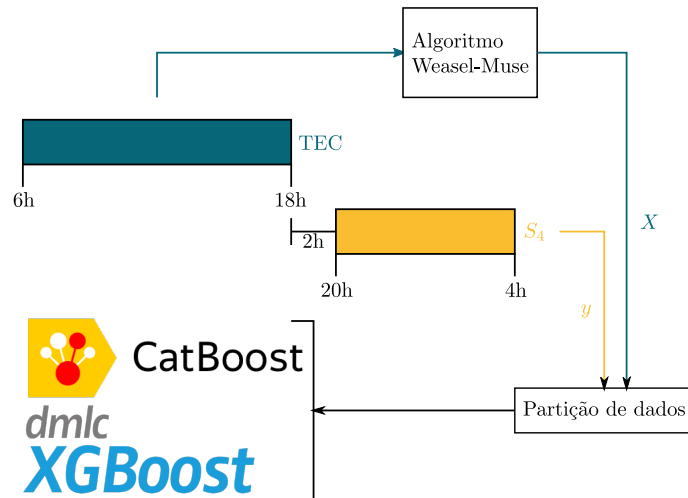 Algoritmo
Weasel-Muse
TEC
6h
18h
2h
S₄
X
20h
4h
y
CatBoost
dmlc
XGBoost
Partição de dados